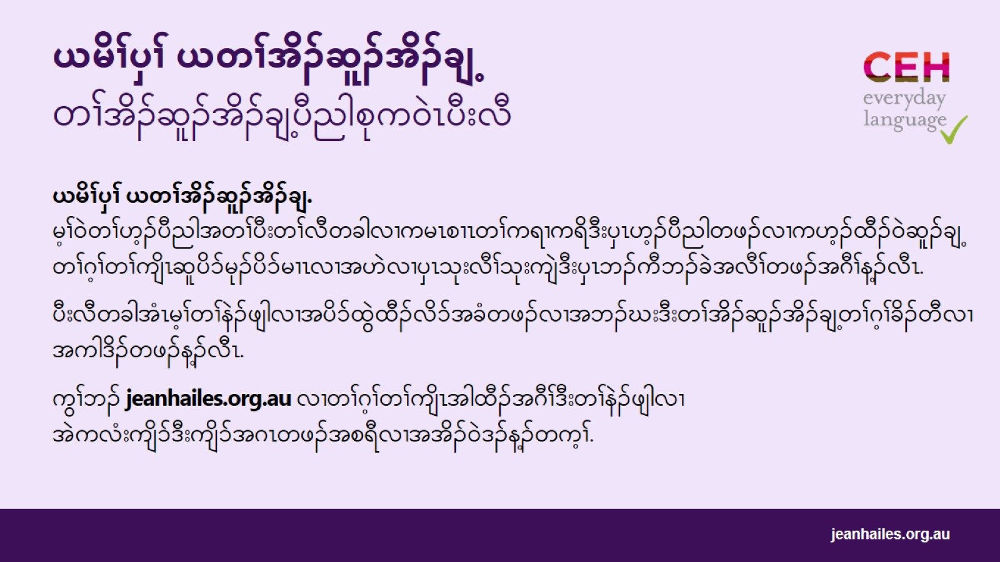 ယမိၢ်ပှၢ် ယတၢ်အိၣ်ဆူၣ်အိၣ်ချ့
တၢ်အိၣ်ဆူၣ်အိၣ်ချ့ပီညါစုကဝဲၤပီးလီ
CEH
everyday
language
ယမိၢ်ပှၢ် ယတၢ်အိၣ်ဆူၣ်အိၣ်ချ.
မ့ၢ်ဝဲတၢ်ဟ့ၣ်ပီညါအတၢ်ပီးတၢ်လီတခါလၢကမၤစၢၤတၢ်ကရၢကရိဒီးပှၤဟ့ၣ်ပီညါတဖၣ်လၢကဟ့ၣ်ထီၣ်ဝဲဆူၣ်ချ့
တၢ်ဂ့ၢ်တၢ်ကျိၤဆူပိာ်မုၣ်ပိာ်မၢၤလၢအဟဲလၢပှၤသုးလီၢ်သုးကျဲဒီးပှၤဘၣ်ကီဘၣ်ခဲအလီၢ်တဖၣ်အဂီၢ်န့ၣ်လီၤ.
ပီးလီတခါအံၤမ့ၢ်တၢ်နဲၣ်ဖျါလၢအပိာ်ထွဲထီၣ်လိာ်အခံတဖၣ်လၢအဘၣ်ဃးဒီးတၢ်အိၣ်ဆူၣ်အိၣ်ချ့တၢ်ဂ့ၢ်ခိၣ်တီလၢ
အကါဒိၣ်တဖၣ်န့ၣ်လီၤ.
ကွၢ်ဘၣ် jeanhailes.org.au လၢတၢ်ဂ့ၢ်တၢ်ကျိၤအါထီၣ်အဂီၢ်ဒီးတၢ်နဲၣ်ဖျါလၢ
အဲကလံးကျိာ်ဒီးကျိာ်အဂၤတဖၣ်အစရီလၢအအိၣ်ဝဲဒၣ်န့ၣ်တက့ၢ်.
jeanhailes.org.au